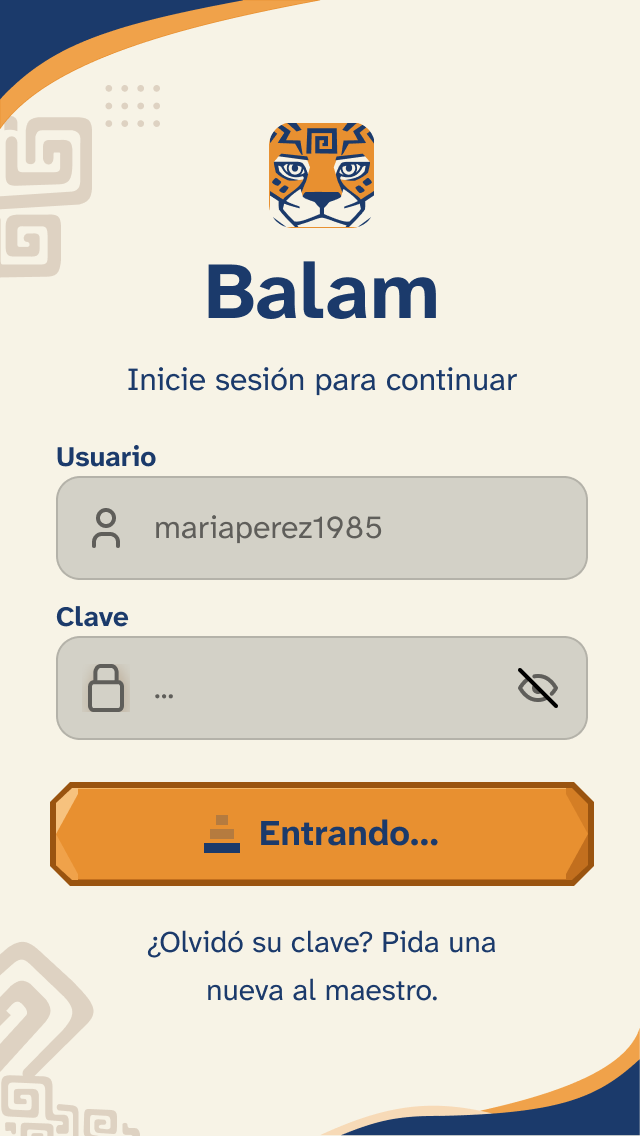 Balam
Inicie sesión para continuar
Usuario
mariaperez1985
Clave
...
Entrando...
¿Olvidó su clave? Pida una
nueva al maestro.